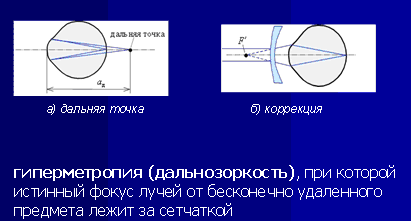 дальняя точка
aR
F'
а) дальняя точка
б) коррекция
гиперметропия (дальнозоркость), при которой
истинный фокус лучей от бесконечно удаленного
предмета лежит за сетчаткой